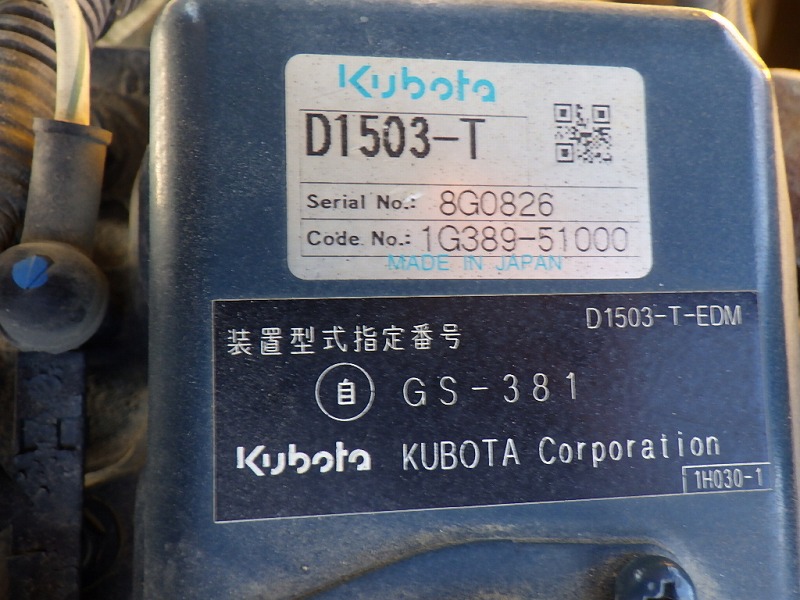 Kubota
D1503-T
Serial No.: 8G0826
Code No.: 1G389-51000
MADE IN JAPAN
D1503-T-EDM
装置型式指定番号
自 GS-381
Kubota KUBOTA Corporation
1H030-1